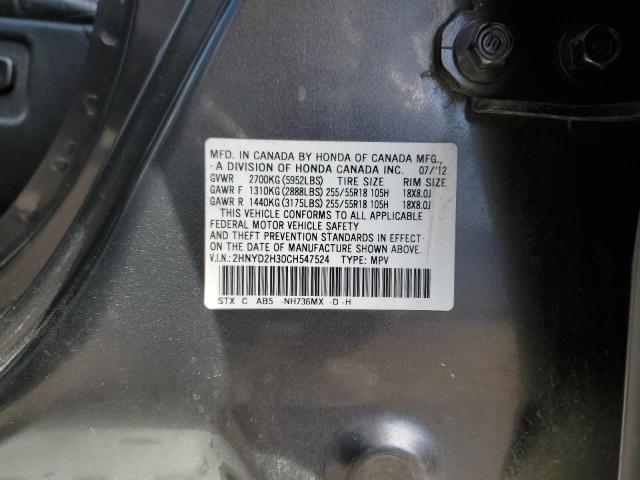 MFD. IN CANADA BY HONDA OF CANADA MFG.,
- A DIVISION OF HONDA CANADA INC. 07/'12
GVWR 2700KG (5952LBS) TIRE SIZE RIM SIZE
GAWR F 1310KG (2888LBS) 255/55R18 105H 18X8.0J
GAWR R 1440KG (3175LBS) 255/55R18 105H 18X8.0J
THIS VEHICLE CONFORMS TO ALL APPLICABLE
FEDERAL MOTOR VEHICLE SAFETY
AND THEFT PREVENTION STANDARDS IN EFFECT
ON THE DATE OF MANUFACTURE SHOWN ABOVE.
V.I.N.: 2HNYD2H30CH547524 TYPE: MPV
STX C AB5 -NH736MX -D -H